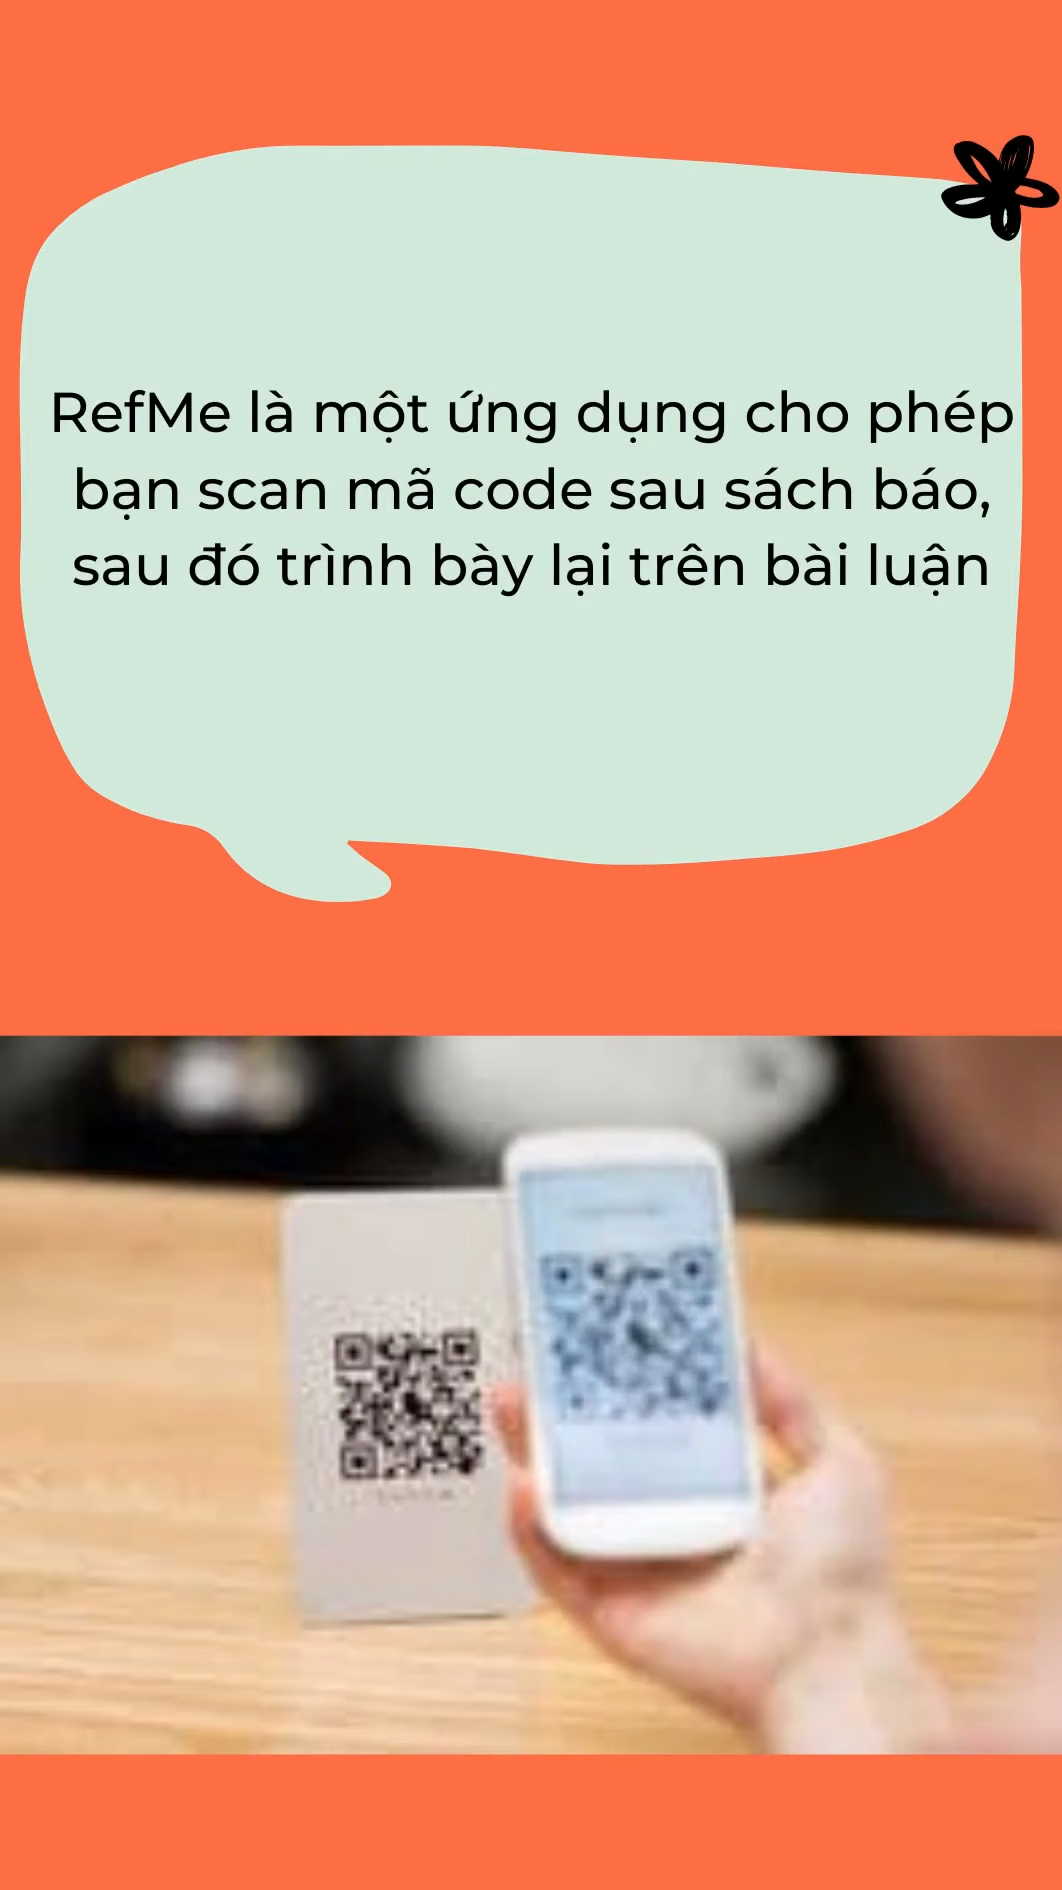 RefMe là một ứng dụng cho phép
bạn scan mã code sau sách báo,
sau đó trình bày lại trên bài luận